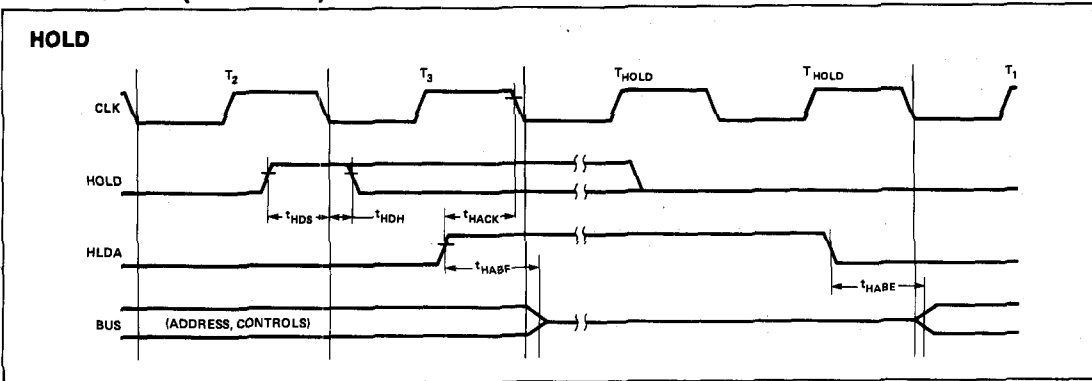 HOLD
T2 T3 THOLD THOLD T1
CLK
HOLD
tHDS tHDH tHACK
HLDA
tHABF tHABE
BUS (ADDRESS, CONTROLS)